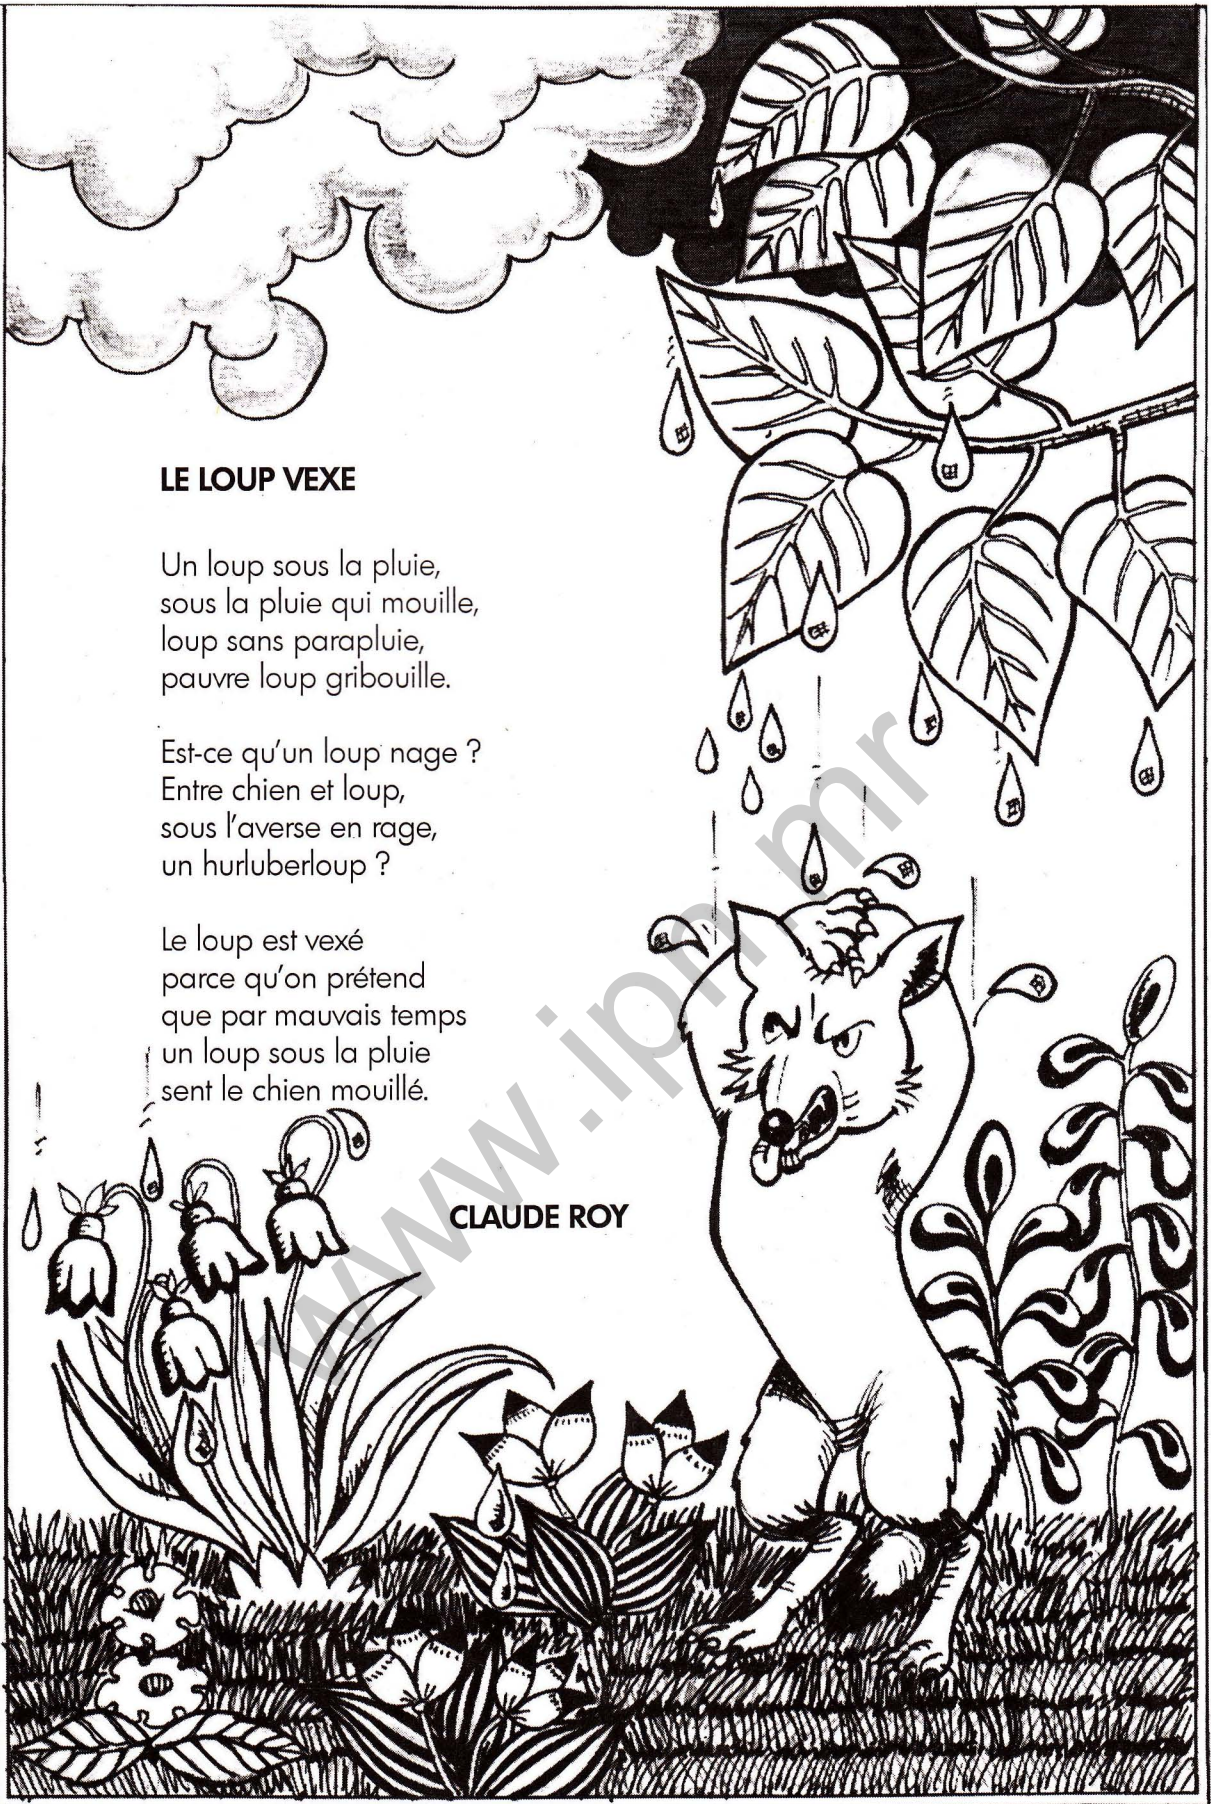 LE LOUP VEXE
Un loup sous la pluie,
sous la pluie qui mouille,
loup sans parapluie,
pauvre loup gribouille.
Est-ce qu'un loup nage ?
Entre chien et loup,
sous l'averse en rage,
un hurluberloup ?
Le loup est vexé
parce qu'on prétend
que par mauvais temps
un loup sous la pluie
sent le chien mouillé.
CLAUDE ROY
www.ipn.mr